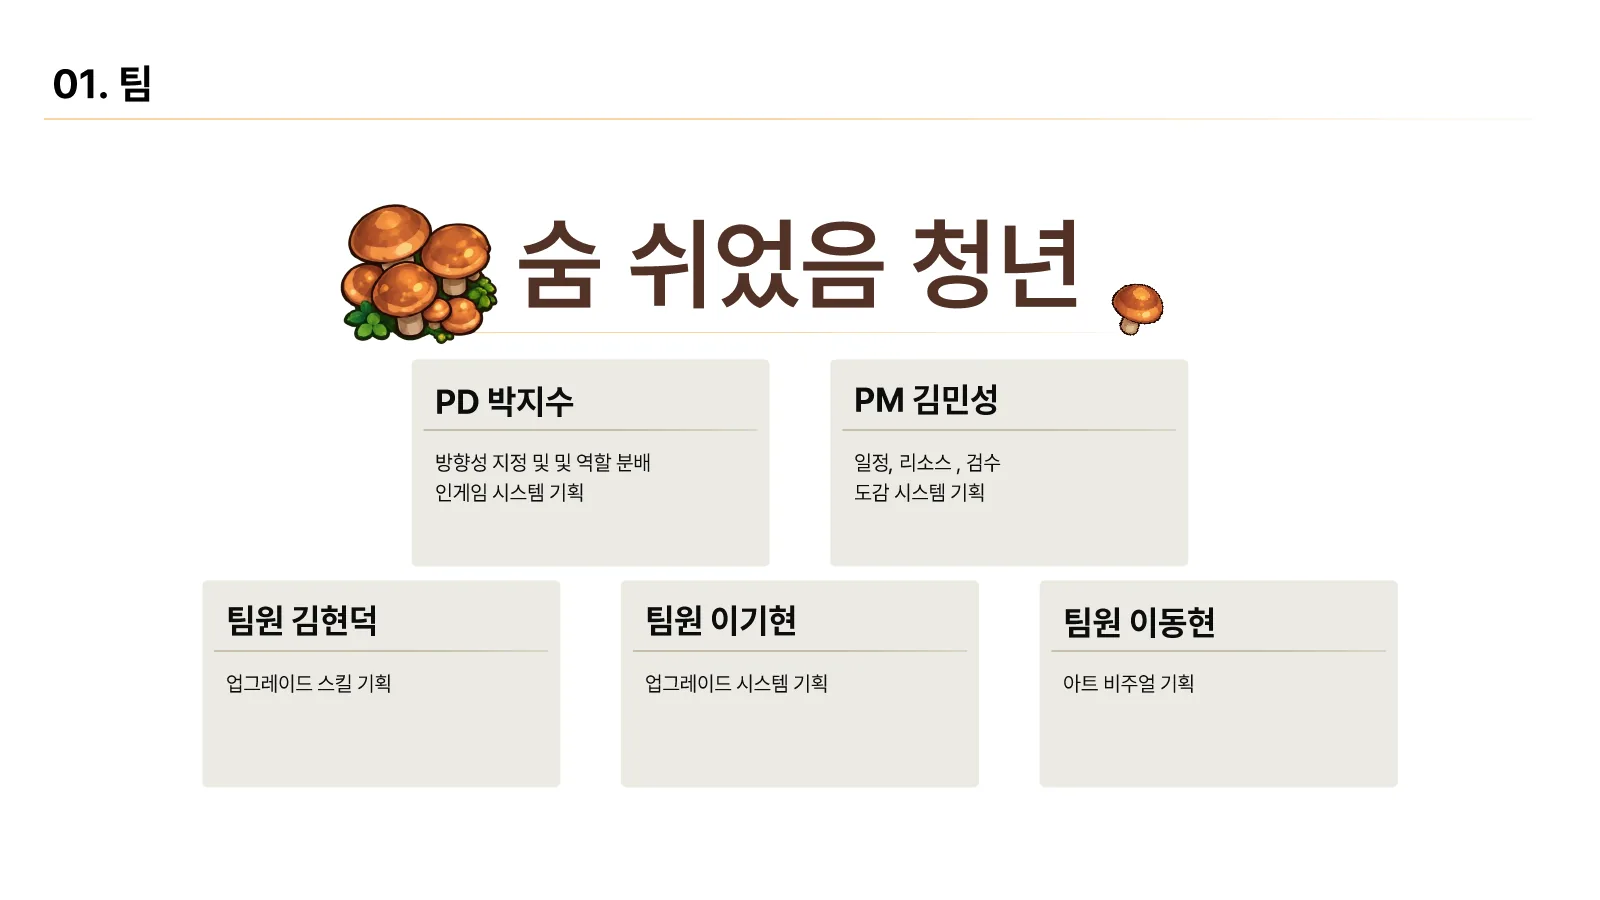 01. 팀
숨 쉬었음 청년
PD 박지수
방향성 지정 및 및 역할 분배
인게임 시스템 기획
PM 김민성
일정, 리소스 , 검수
도감 시스템 기획
팀원 김현덕
업그레이드 스킬 기획
팀원 이기현
업그레이드 시스템 기획
팀원 이동현
아트 비주얼 기획